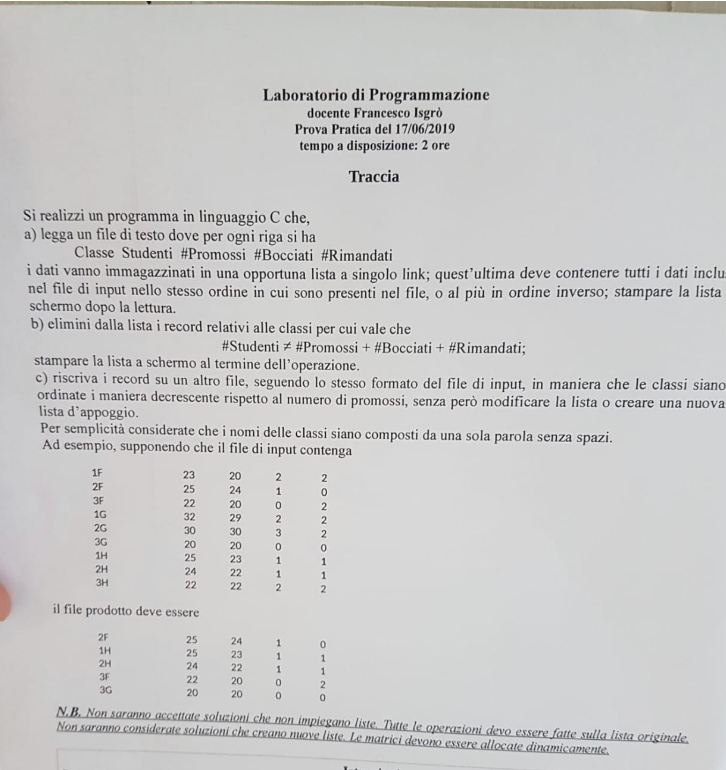 Laboratorio di Programmazione
docente Francesco Isgrò
Prova Pratica del 17/06/2019
tempo a disposizione: 2 ore
Traccia
Si realizzi un programma in linguaggio C che,
a) legga un file di testo dove per ogni riga si ha
Classe Studenti #Promossi #Bocciati #Rimandati
i dati vanno immagazzinati in una opportuna lista a singolo link; quest'ultima deve contenere tutti i dati inclu
nel file di input nello stesso ordine in cui sono presenti nel file, o al più in ordine inverso; stampare la lista
schermo dopo la lettura.
b) elimini dalla lista i record relativi alle classi per cui vale che
#Studenti ≠ #Promossi + #Bocciati + #Rimandati;
stampare la lista a schermo al termine dell'operazione.
c) riscriva i record su un altro file, seguendo lo stesso formato del file di input, in maniera che le classi siano
ordinate i maniera decrescente rispetto al numero di promossi, senza però modificare la lista o creare una nuova
lista d'appoggio.
Per semplicità considerate che i nomi delle classi siano composti da una sola parola senza spazi.
Ad esempio, supponendo che il file di input contenga
1F 23 20 2 2
2F 25 24 1 0
3F 22 20 0 2
1G 32 29 2 2
2G 30 30 3 2
3G 20 20 0 0
1H 25 23 1 1
2H 24 22 1 1
3H 22 22 2 2
il file prodotto deve essere
2F 25 24 1 0
1H 25 23 1 1
2H 24 22 1 1
3F 22 20 0 2
3G 20 20 0 0
N.B. Non saranno accettate soluzioni che non impiegano liste. Tutte le operazioni devo essere fatte sulla lista originale.
Non saranno considerate soluzioni che creano nuove liste. Le matrici devono essere allocate dinamicamente.